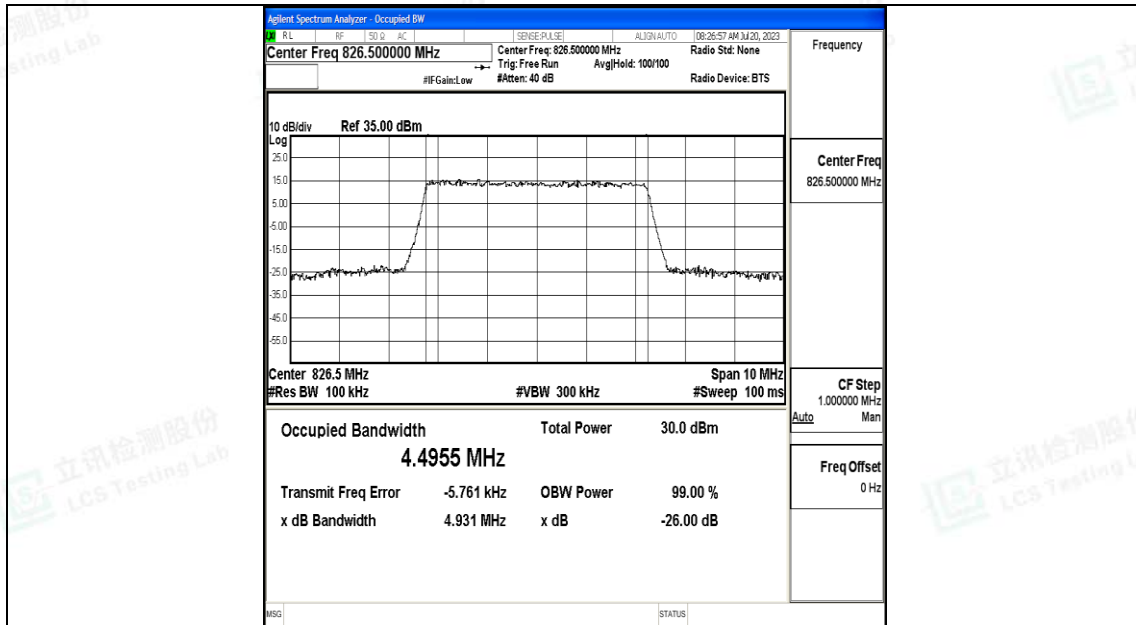 Agilent Spectrum Analyzer - Occupied BW
LXI RL RF 50 Ω AC SENSE:PULSE ALIGN AUTO 08:26:57 AM Jul 20, 2023
Center Freq 826.500000 MHz
Center Freq: 826.500000 MHz
Radio Std: None
Trig: Free Run Avg|Hold: 100/100
#IFGain:Low
#Atten: 40 dB
Radio Device: BTS
Frequency
10 dB/div Ref 35.00 dBm
Log
25.0
15.0
5.00
-5.00
-15.0
-25.0
-35.0
-45.0
-55.0
Center 826.5 MHz
Span 10 MHz
#Res BW 100 kHz
#VBW 300 kHz
#Sweep 100 ms
Center Freq
826.500000 MHz
CF Step
1.000000 MHz
Auto Man
Freq Offset
0 Hz
Occupied Bandwidth
Total Power 30.0 dBm
4.4955 MHz
Transmit Freq Error -5.761 kHz
OBW Power 99.00 %
x dB Bandwidth 4.931 MHz
x dB -26.00 dB
MSG
STATUS
立讯检测股份
LCS Testing Lab
立讯检测股份
LCS Testing